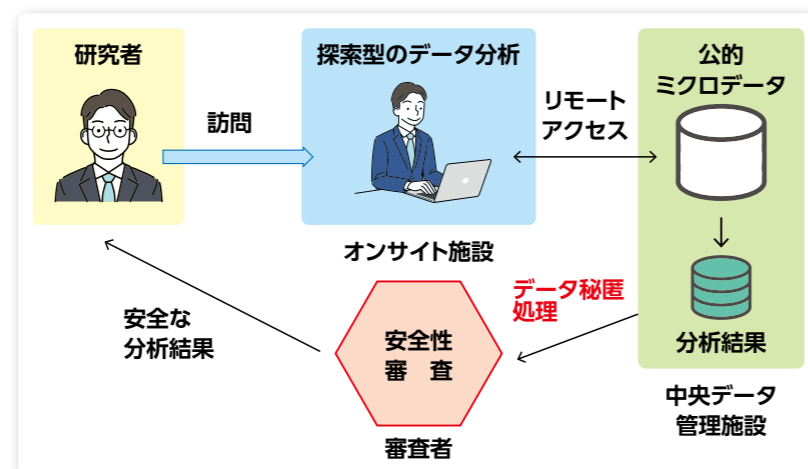 研究者
訪問
探索型のデータ分析
オンサイト施設
リモート
アクセス
公的
ミクロデータ
分析結果
中央データ
管理施設
データ秘匿
処理
安全性
審　査
審査者
安全な
分析結果